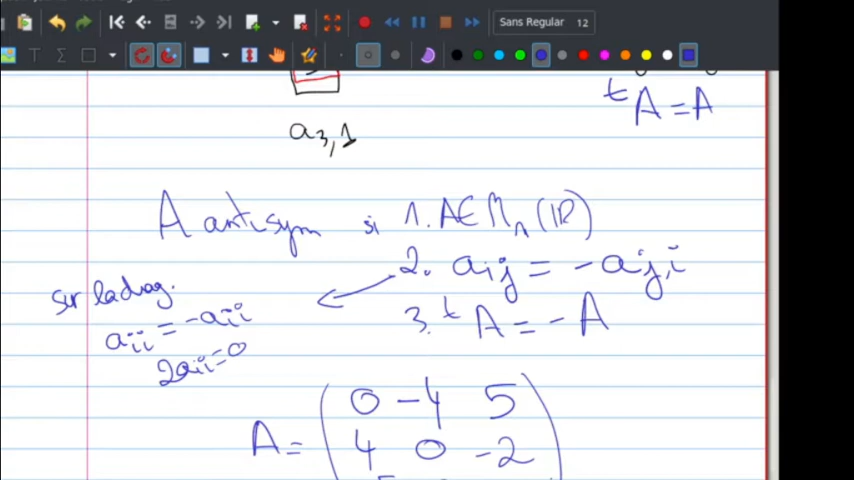 Sans Regular 12
ᵗA = A
a₃,₁
A antisym si 1. A ∈ Mₙ(ℝ)
2. aᵢⱼ = -aⱼ,ᵢ
sur la diag.
aᵢᵢ = -aᵢᵢ
2aᵢᵢ = 0
3. ᵗA = -A
0 -4 5
A = 4 0 -2